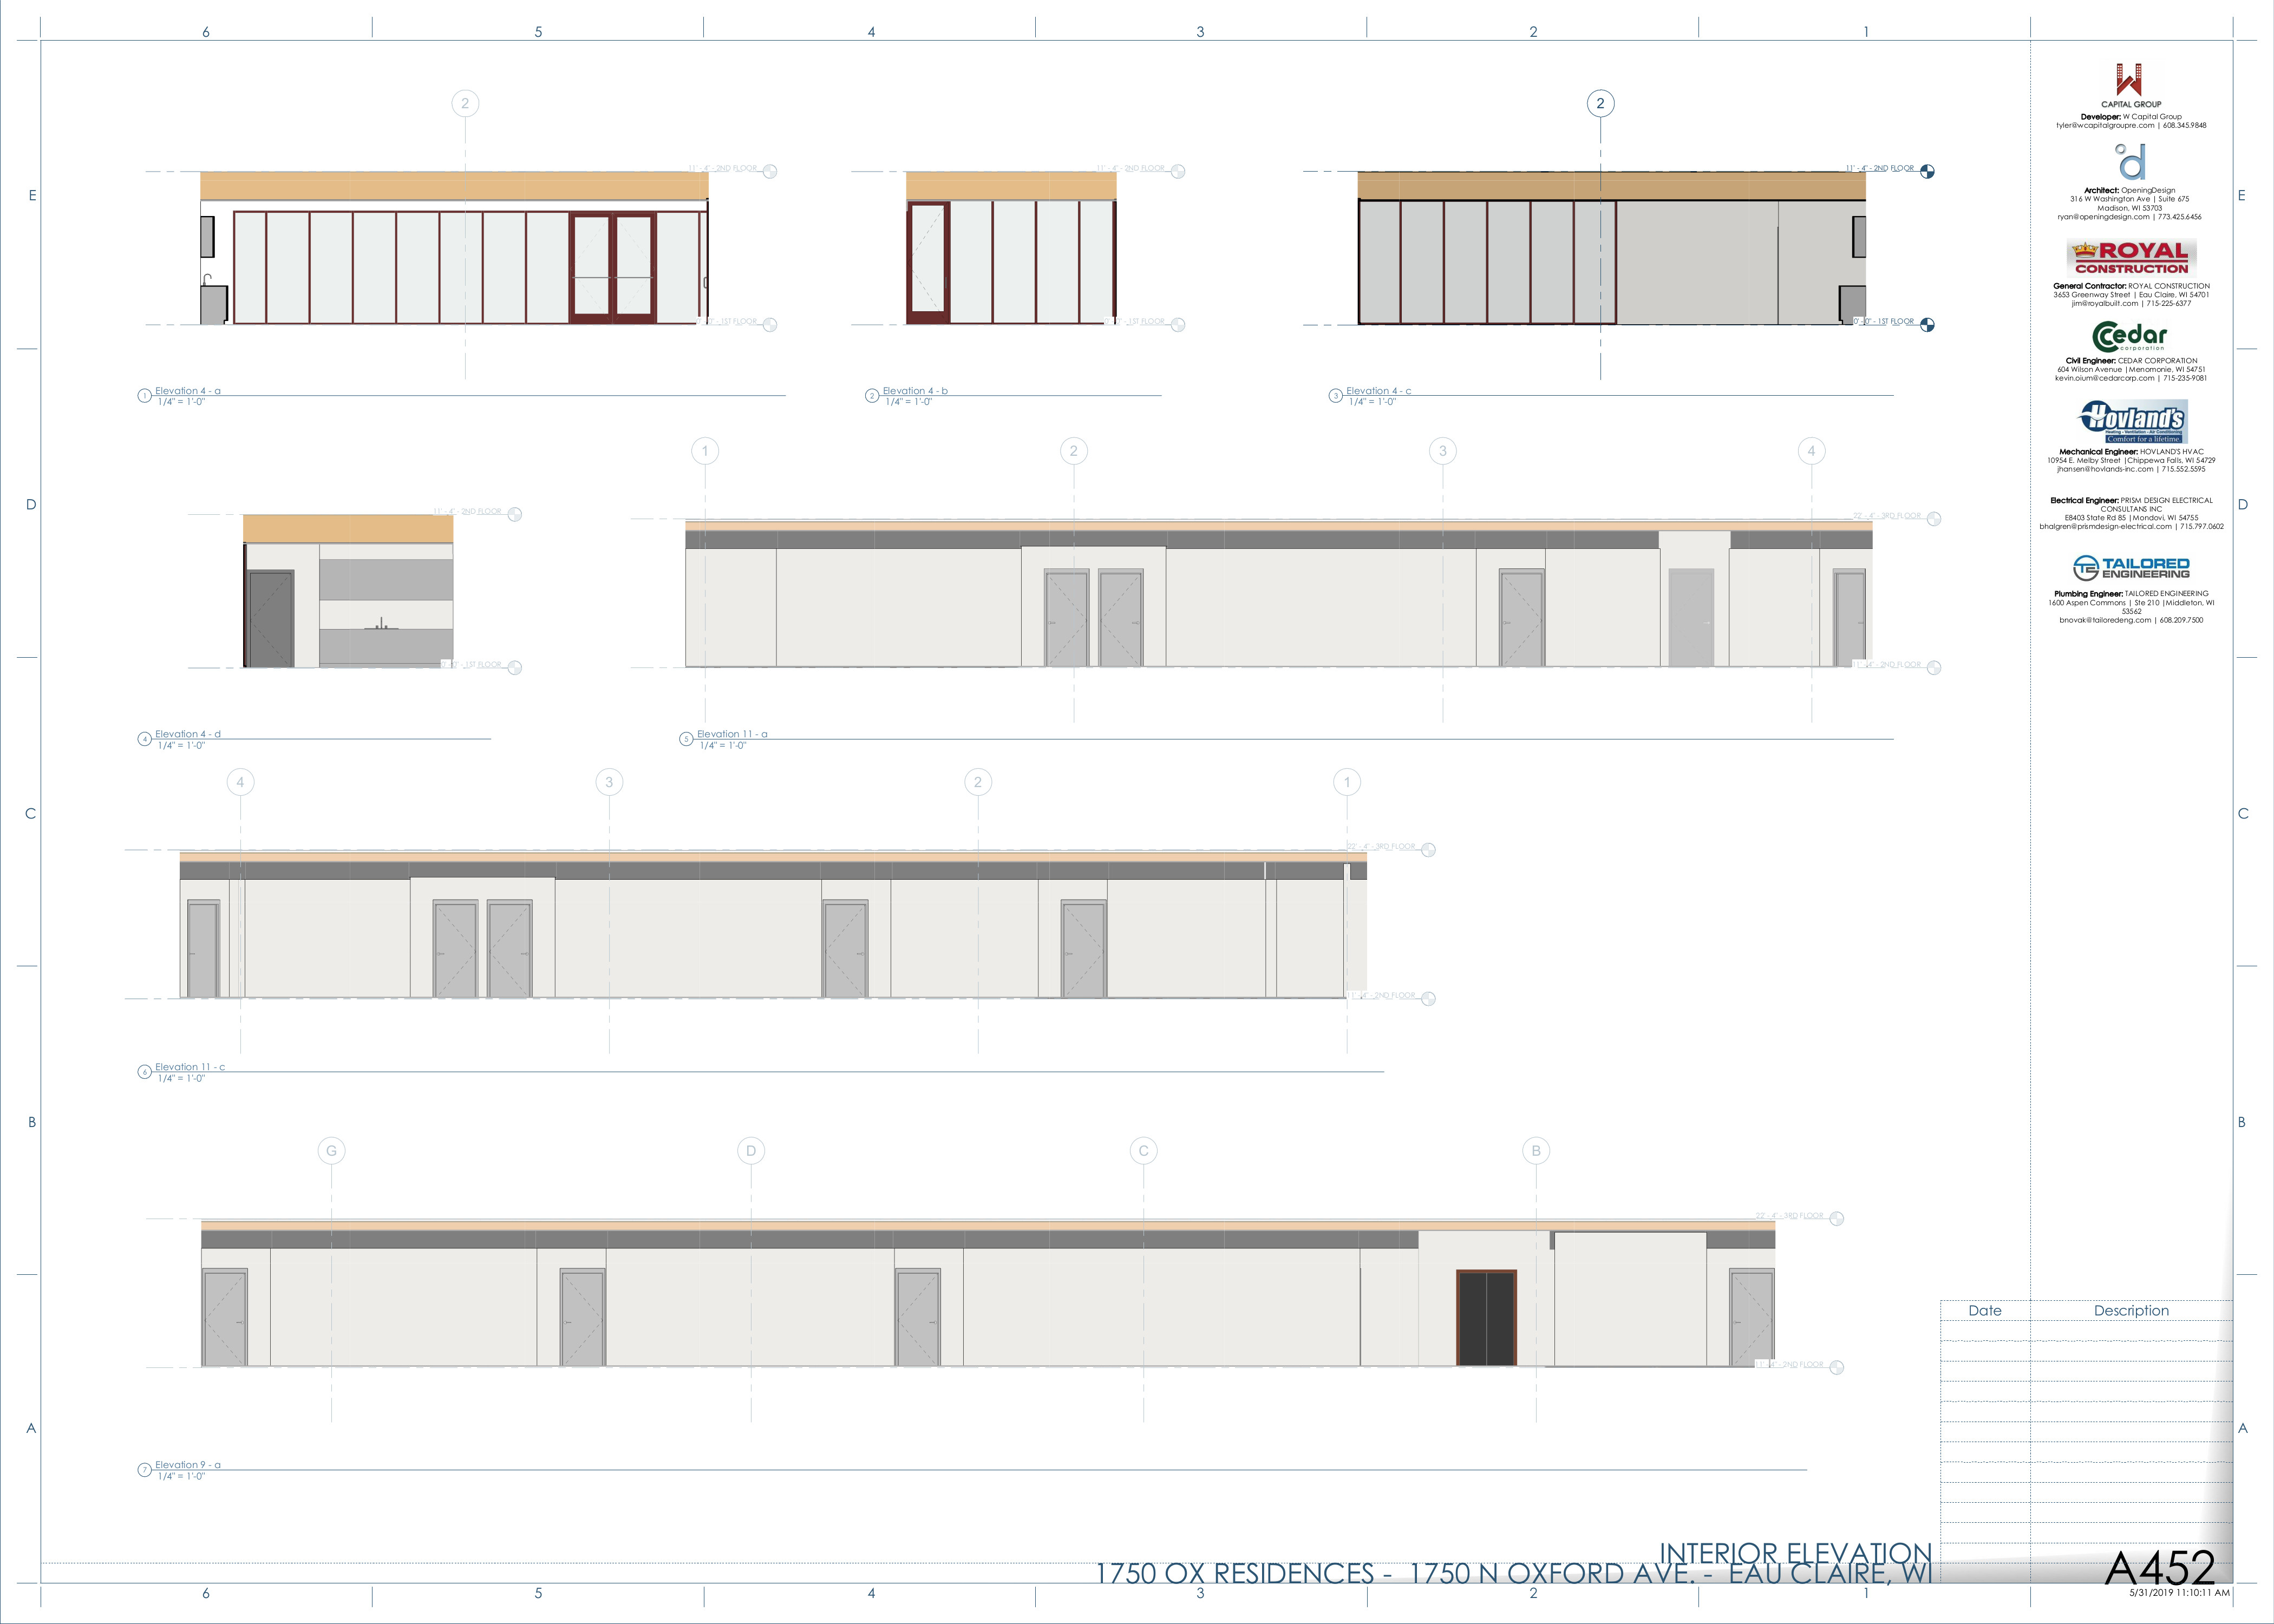 6 5 4 3 2 1
2
2
11' - 4" - 2ND FLOOR
11' - 4" - 2ND FLOOR
11' - 4" - 2ND FLOOR
E
E
- 1ST FLOOR
- 1ST FLOOR
0' - 0" - 1ST FLOOR
1 Elevation 4 - a
1/4" = 1'-0"
2 Elevation 4 - b
1/4" = 1'-0"
3 Elevation 4 - c
1/4" = 1'-0"
1 2 3 4
D
D
11' - 4" - 2ND FLOOR
22' - 4" - 3RD FLOOR
- 1ST FLOOR
11' - 4" - 2ND FLOOR
4 Elevation 4 - d
1/4" = 1'-0"
5 Elevation 11 - a
1/4" = 1'-0"
4 3 2 1
C
C
22' - 4" - 3RD FLOOR
11' - 4" - 2ND FLOOR
6 Elevation 11 - c
1/4" = 1'-0"
B
B
G D C B
22' - 4" - 3RD FLOOR
11' - 4" - 2ND FLOOR
A
A
7 Elevation 9 - a
1/4" = 1'-0"
W
CAPITAL GROUP
Developer: W Capital Group
tyler@wcapitalgroupre.com | 608.345.9848
d
Architect: OpeningDesign
316 W Washington Ave | Suite 675
Madison, WI 53703
ryan@openingdesign.com | 773.425.6456
ROYAL
CONSTRUCTION
General Contractor: ROYAL CONSTRUCTION
3653 Greenway Street | Eau Claire, WI 54701
jim@royalbuilt.com | 715-225-6377
Cedar
corporation
Civil Engineer: CEDAR CORPORATION
604 Wilson Avenue |Menomonie, WI 54751
kevin.oium@cedarcorp.com | 715-235-9081
Hovland's
Heating - Ventilation - Air Conditioning
Comfort for a lifetime.
Mechanical Engineer: HOVLAND'S HVAC
10954 E. Melby Street |Chippewa Falls, WI 54729
jhansen@hovlands-inc.com | 715.552.5595
Electrical Engineer: PRISM DESIGN ELECTRICAL
CONSULTANS INC
E8403 State Rd 85 |Mondovi, WI 54755
bhalgren@prismdesign-electrical.com | 715.797.0602
TE TAILORED
ENGINEERING
Plumbing Engineer: TAILORED ENGINEERING
1600 Aspen Commons | Ste 210 |Middleton, WI
53562
bnovak@tailoredeng.com | 608.209.7500
Date Description
INTERIOR ELEVATION
1750 OX RESIDENCES - 1750 N OXFORD AVE. - EAU CLAIRE, WI
A452
5/31/2019 11:10:11 AM
6 5 4 3 2 1